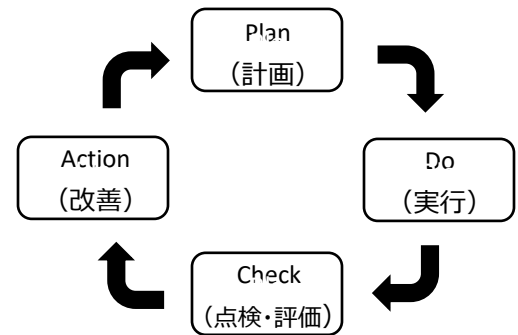 Plan
（計画）
Do
（実行）
Check
（点検・評価）
Action
（改善）